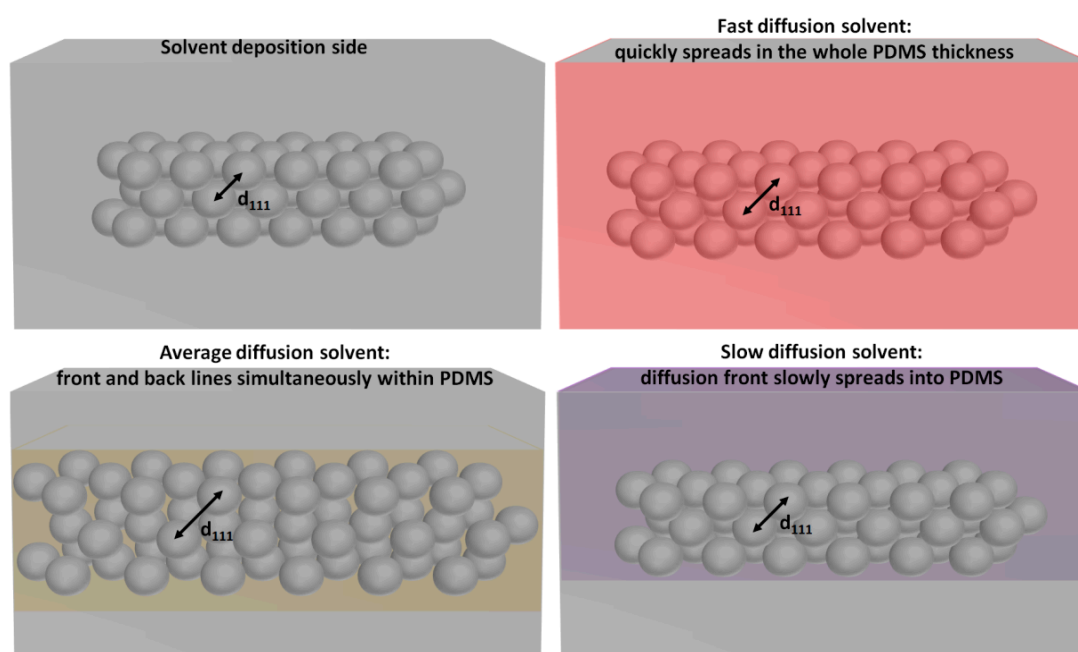 Solvent deposition side
d111
Fast diffusion solvent:
quickly spreads in the whole PDMS thickness
d111
Average diffusion solvent:
front and back lines simultaneously within PDMS
d111
Slow diffusion solvent:
diffusion front slowly spreads into PDMS
d111